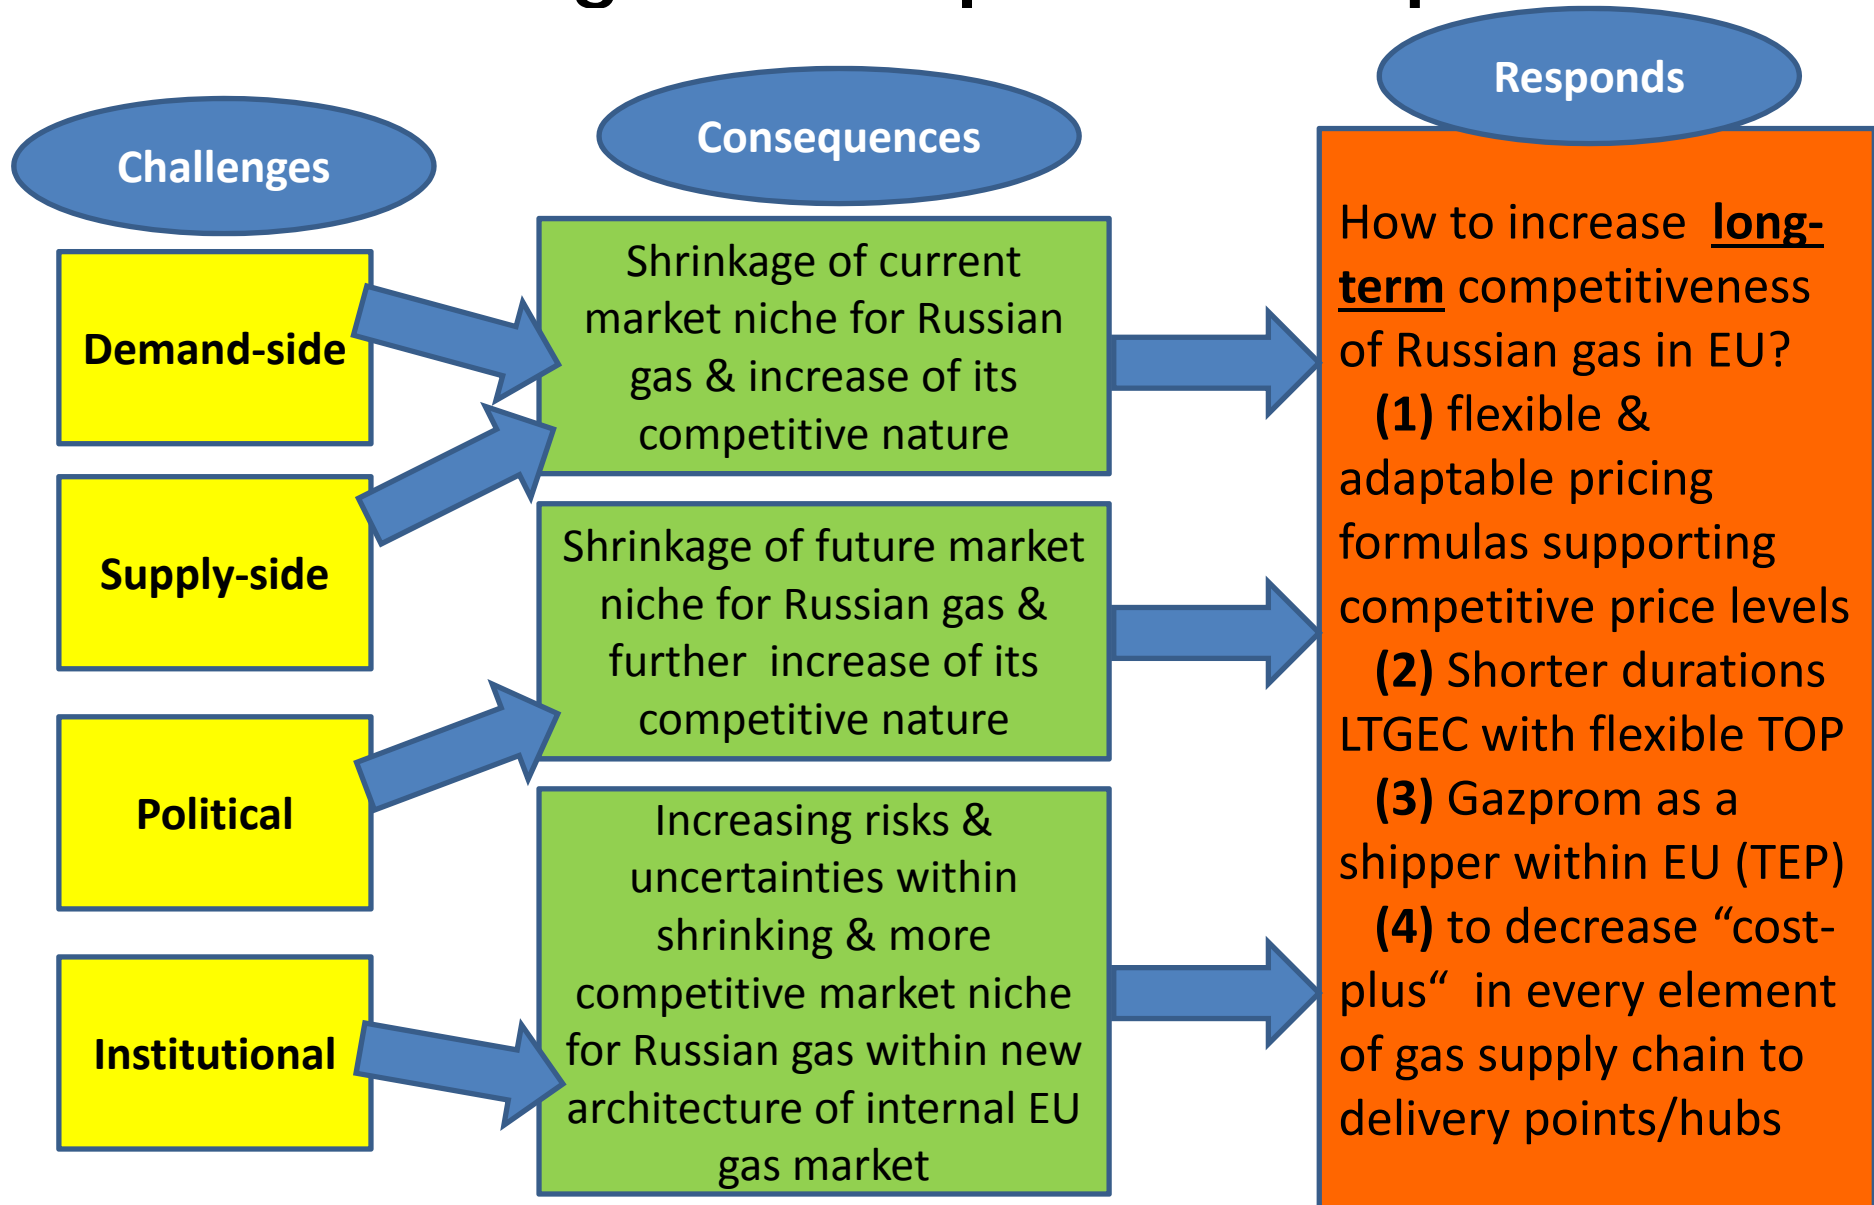 Challenges
Demand-side
Supply-side
Political
Institutional
Consequences
Shrinkage of current
market niche for Russian
gas & increase of its
competitive nature
Shrinkage of future market
niche for Russian gas &
further increase of its
competitive nature
Increasing risks &
uncertainties within
shrinking & more
competitive market niche
for Russian gas within new
architecture of internal EU
gas market
Responds
How to increase long-
term competitiveness
of Russian gas in EU?
(1) flexible &
adaptable pricing
formulas supporting
competitive price levels
(2) Shorter durations
LTGEC with flexible TOP
(3) Gazprom as a
shipper within EU (TEP)
(4) to decrease “cost-
plus“ in every element
of gas supply chain to
delivery points/hubs